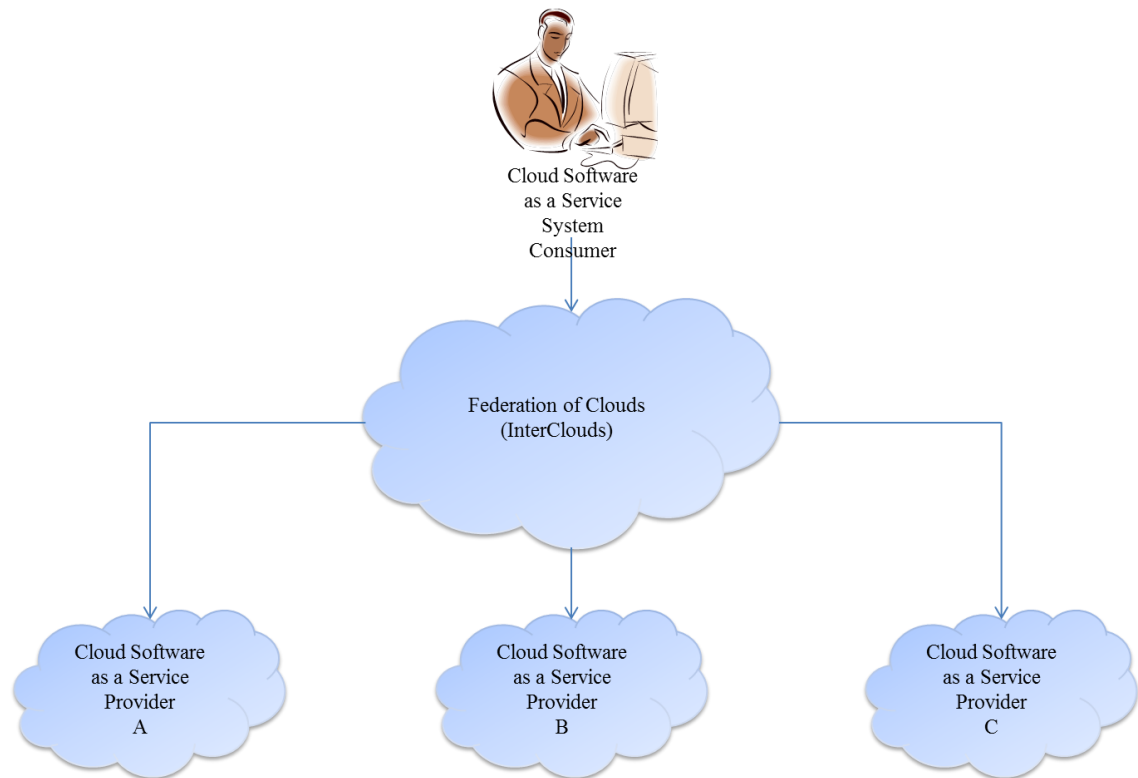 Cloud Software
as a Service
System
Consumer
Federation of Clouds
(InterClouds)
Cloud Software
as a Service
Provider
A
Cloud Software
as a Service
Provider
B
Cloud Software
as a Service
Provider
C